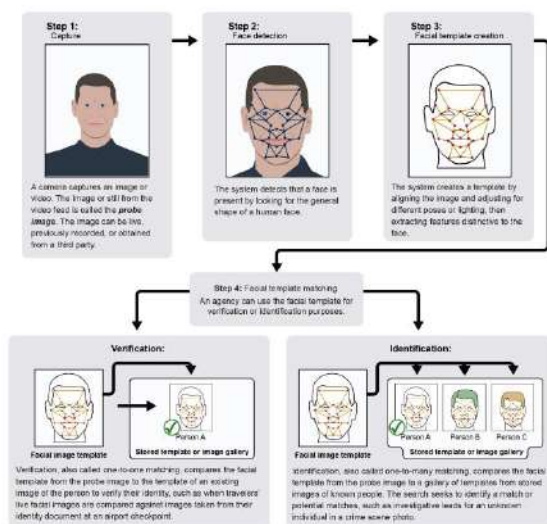 Step 1:
Capture
A camera captures an image or
video. The image or still from the
video feed is called the probe
image. The image can be live,
previously recorded, or obtained
from a third party.
Step 2:
Face detection
The system detects that a face is
present by looking for the general
shape of a human face.
Step 3:
Facial template creation
The system creates a template by
aligning the image and adjusting for
different poses or lighting, then
extracting features distinctive to the
face.
Step 4: Facial template matching
An agency can use the facial template for
verification or identification purposes.
Verification:
Person A
Facial image template
Stored template or image gallery
Verification, also called one-to-one matching, compares the facial
template from the probe image to the template of an existing
image of the person to verify their identity, such as when travelers'
live facial images are compared against images taken from their
identity document at an airport checkpoint.
Identification:
Person A
Person B
Person C
Facial image template
Stored template or image gallery
Identification, also called one-to-many matching, compares the facial
template from the probe image to a gallery of templates from stored
images of known people. The search seeks to identify a match or
potential matches, such as investigative leads for an unknown
individual in a crime scene photo.